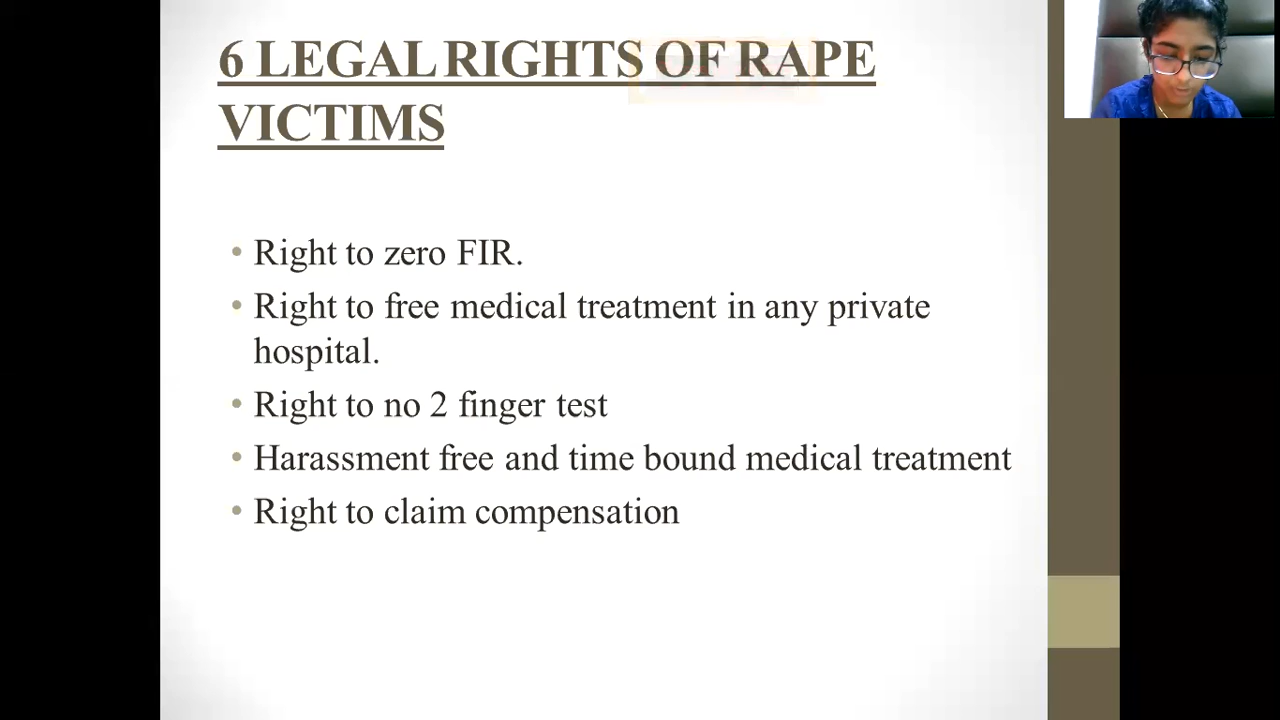 6 LEGAL RIGHTS OF RAPE
VICTIMS
• Right to zero FIR.
• Right to free medical treatment in any private
hospital.
• Right to no 2 finger test
• Harassment free and time bound medical treatment
• Right to claim compensation